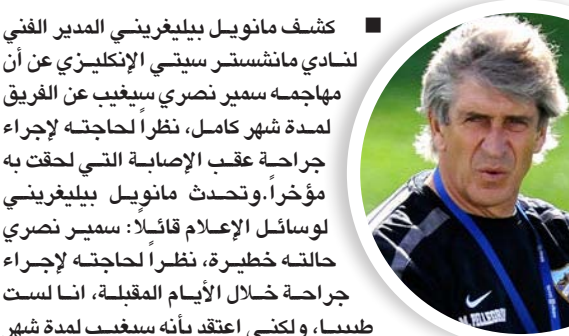 ■ كشف مانويل بيليغريني المدير الفني
لنادي مانشستر سيتي الإنكليزي عن أن
مهاجمه سمير نصري سيغيب عن الفريق
لمدة شهر كامل، نظراً لحاجته لإجراء
جراحة عقب الإصابة التي لحقت به
مؤخراً.وتحدث مانويل بيليغريني
لوسائل الإعلام قائلاً: سمير نصري
حالته خطيرة، نظراً لحاجته لإجراء
جراحة خلال الأيام المقبلة، انا لست
طبيبا، ولكني اعتقد بأنه سيغيب لمدة شهر
M. PELLEGRINI